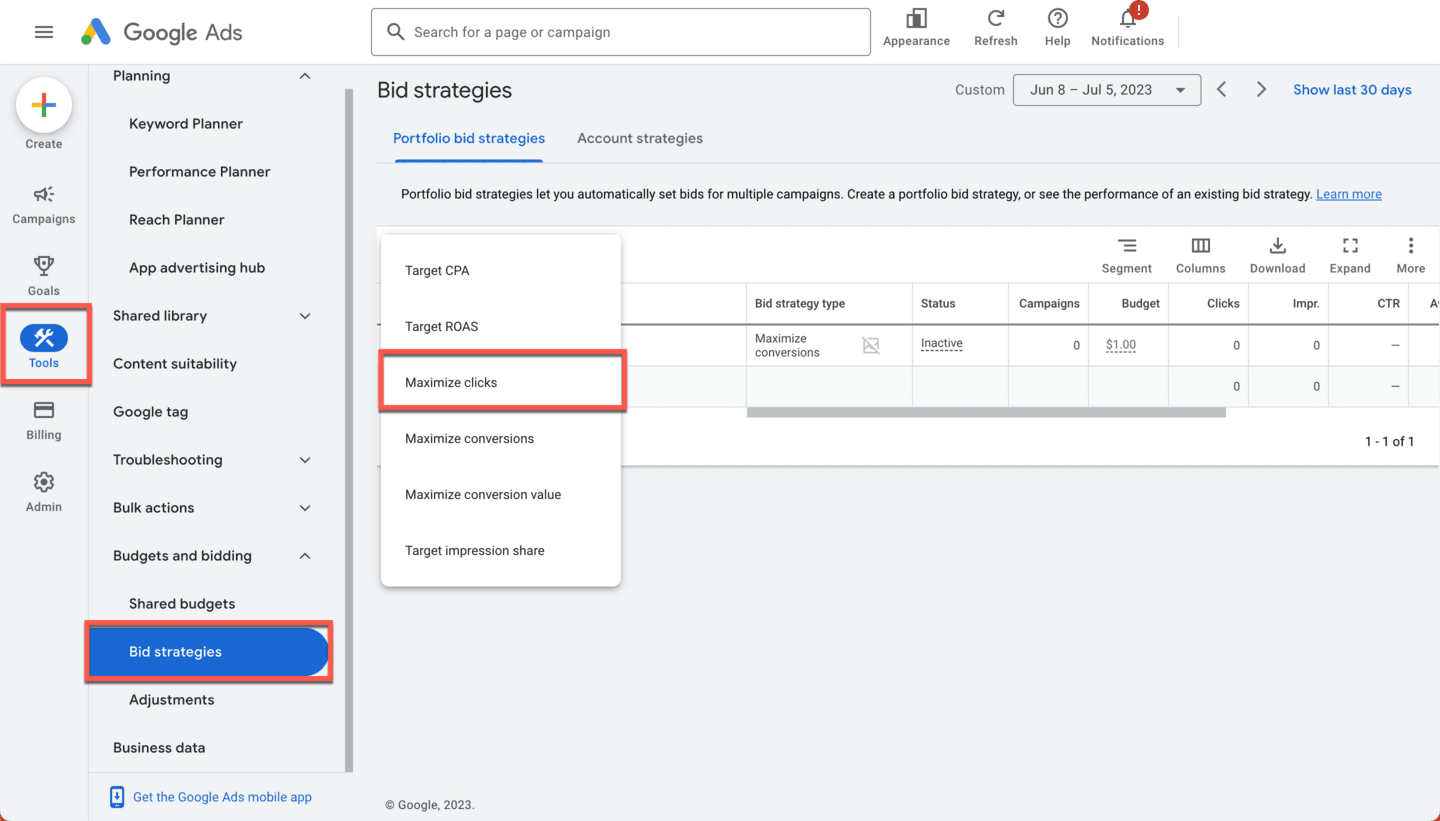 Google Ads
Search for a page or campaign
Appearance
Refresh
Help
!
Notifications
Create
Campaigns
Goals
Tools
Billing
Admin
Planning
Keyword Planner
Performance Planner
Reach Planner
App advertising hub
Shared library
Content suitability
Google tag
Troubleshooting
Bulk actions
Budgets and bidding
Shared budgets
Bid strategies
Adjustments
Business data
Get the Google Ads mobile app
Bid strategies
Custom
Jun 8 – Jul 5, 2023
Show last 30 days
Portfolio bid strategies
Account strategies
Portfolio bid strategies let you automatically set bids for multiple campaigns. Create a portfolio bid strategy, or see the performance of an existing bid strategy. Learn more
Target CPA
Target ROAS
Maximize clicks
Maximize conversions
Maximize conversion value
Target impression share
Segment
Columns
Download
Expand
More
Bid strategy type Status Campaigns Budget Clicks Impr. CTR
Maximize
conversions
Inactive 0 $1.00 0 0 –
0 0 –
1 - 1 of 1
© Google, 2023.